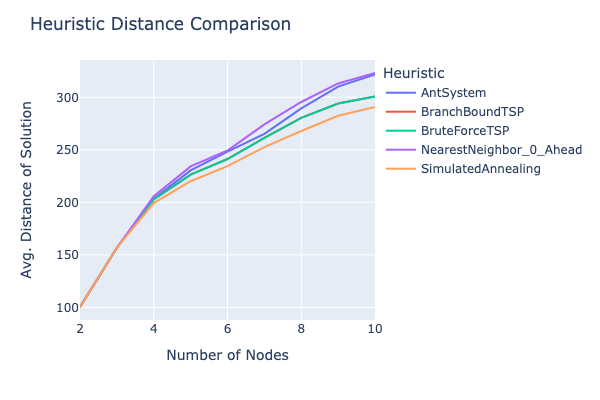 Heuristic Distance Comparison
Heuristic
AntSystem
BranchBoundTSP
BruteForceTSP
NearestNeighbor_0_Ahead
SimulatedAnnealing
Avg. Distance of Solution
300
250
200
150
100
2 4 6 8 10
Number of Nodes